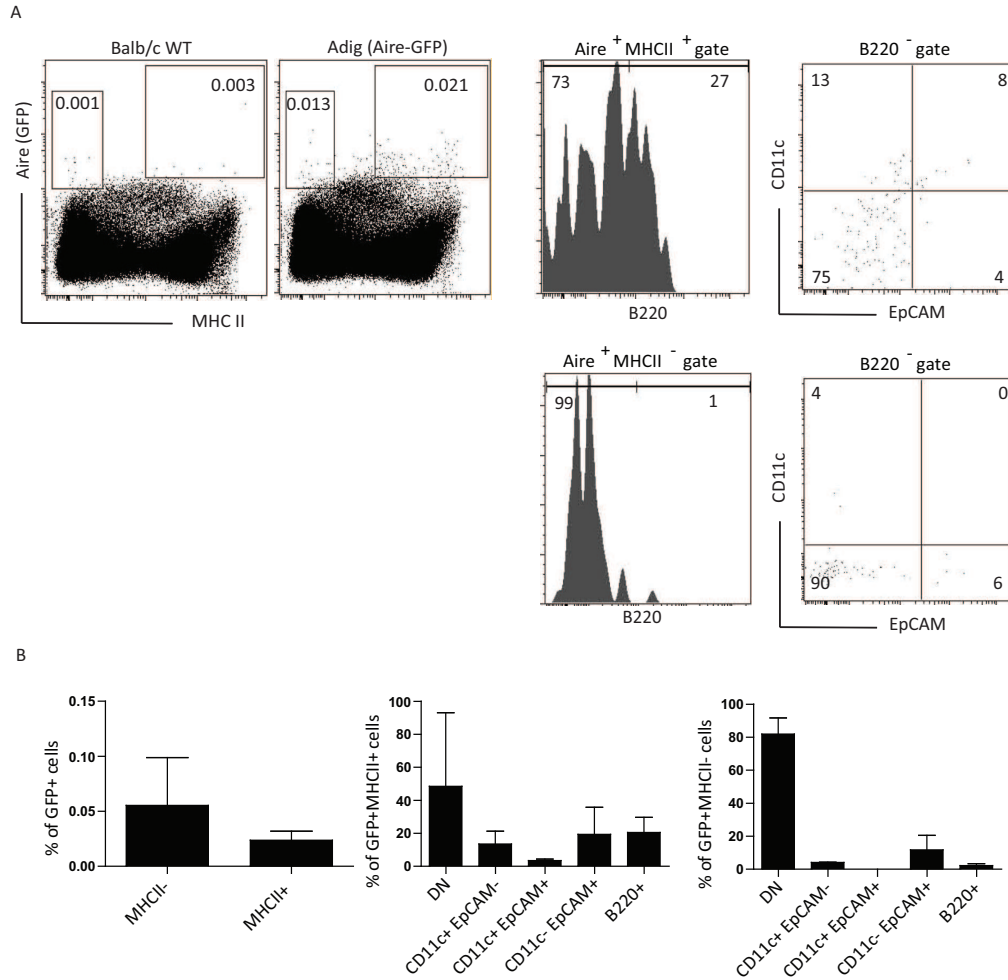 A
Balb/c WT
Adig (Aire-GFP)
Aire + MHCII + gate
B220 - gate
0.001
0.003
0.013
0.021
73
27
13
8
75
4
Aire (GFP)
MHC II
B220
CD11c
EpCAM
Aire + MHCII - gate
B220 - gate
99
1
4
0
90
6
B220
CD11c
EpCAM
B
% of GFP+ cells
0.15
0.10
0.05
0.00
MHCII-
MHCII+
% of GFP+MHCII+ cells
100
80
60
40
20
0
DN
CD11c+ EpCAM-
CD11c+ EpCAM+
CD11c- EpCAM+
B220+
% of GFP+MHCII- cells
100
80
60
40
20
0
DN
CD11c+ EpCAM-
CD11c+ EpCAM+
CD11c- EpCAM+
B220+